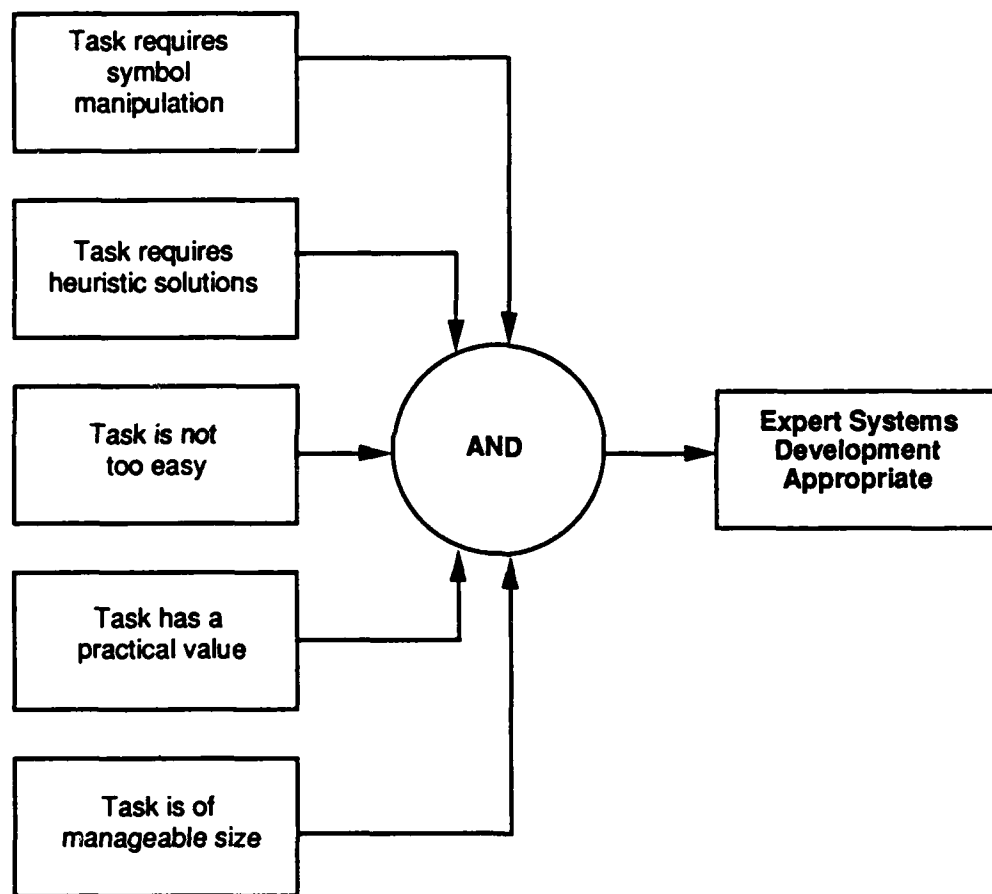 Task requires
symbol
manipulation
Task requires
heuristic solutions
Task is not
too easy
AND
Expert Systems
Development
Appropriate
Task has a
practical value
Task is of
manageable size